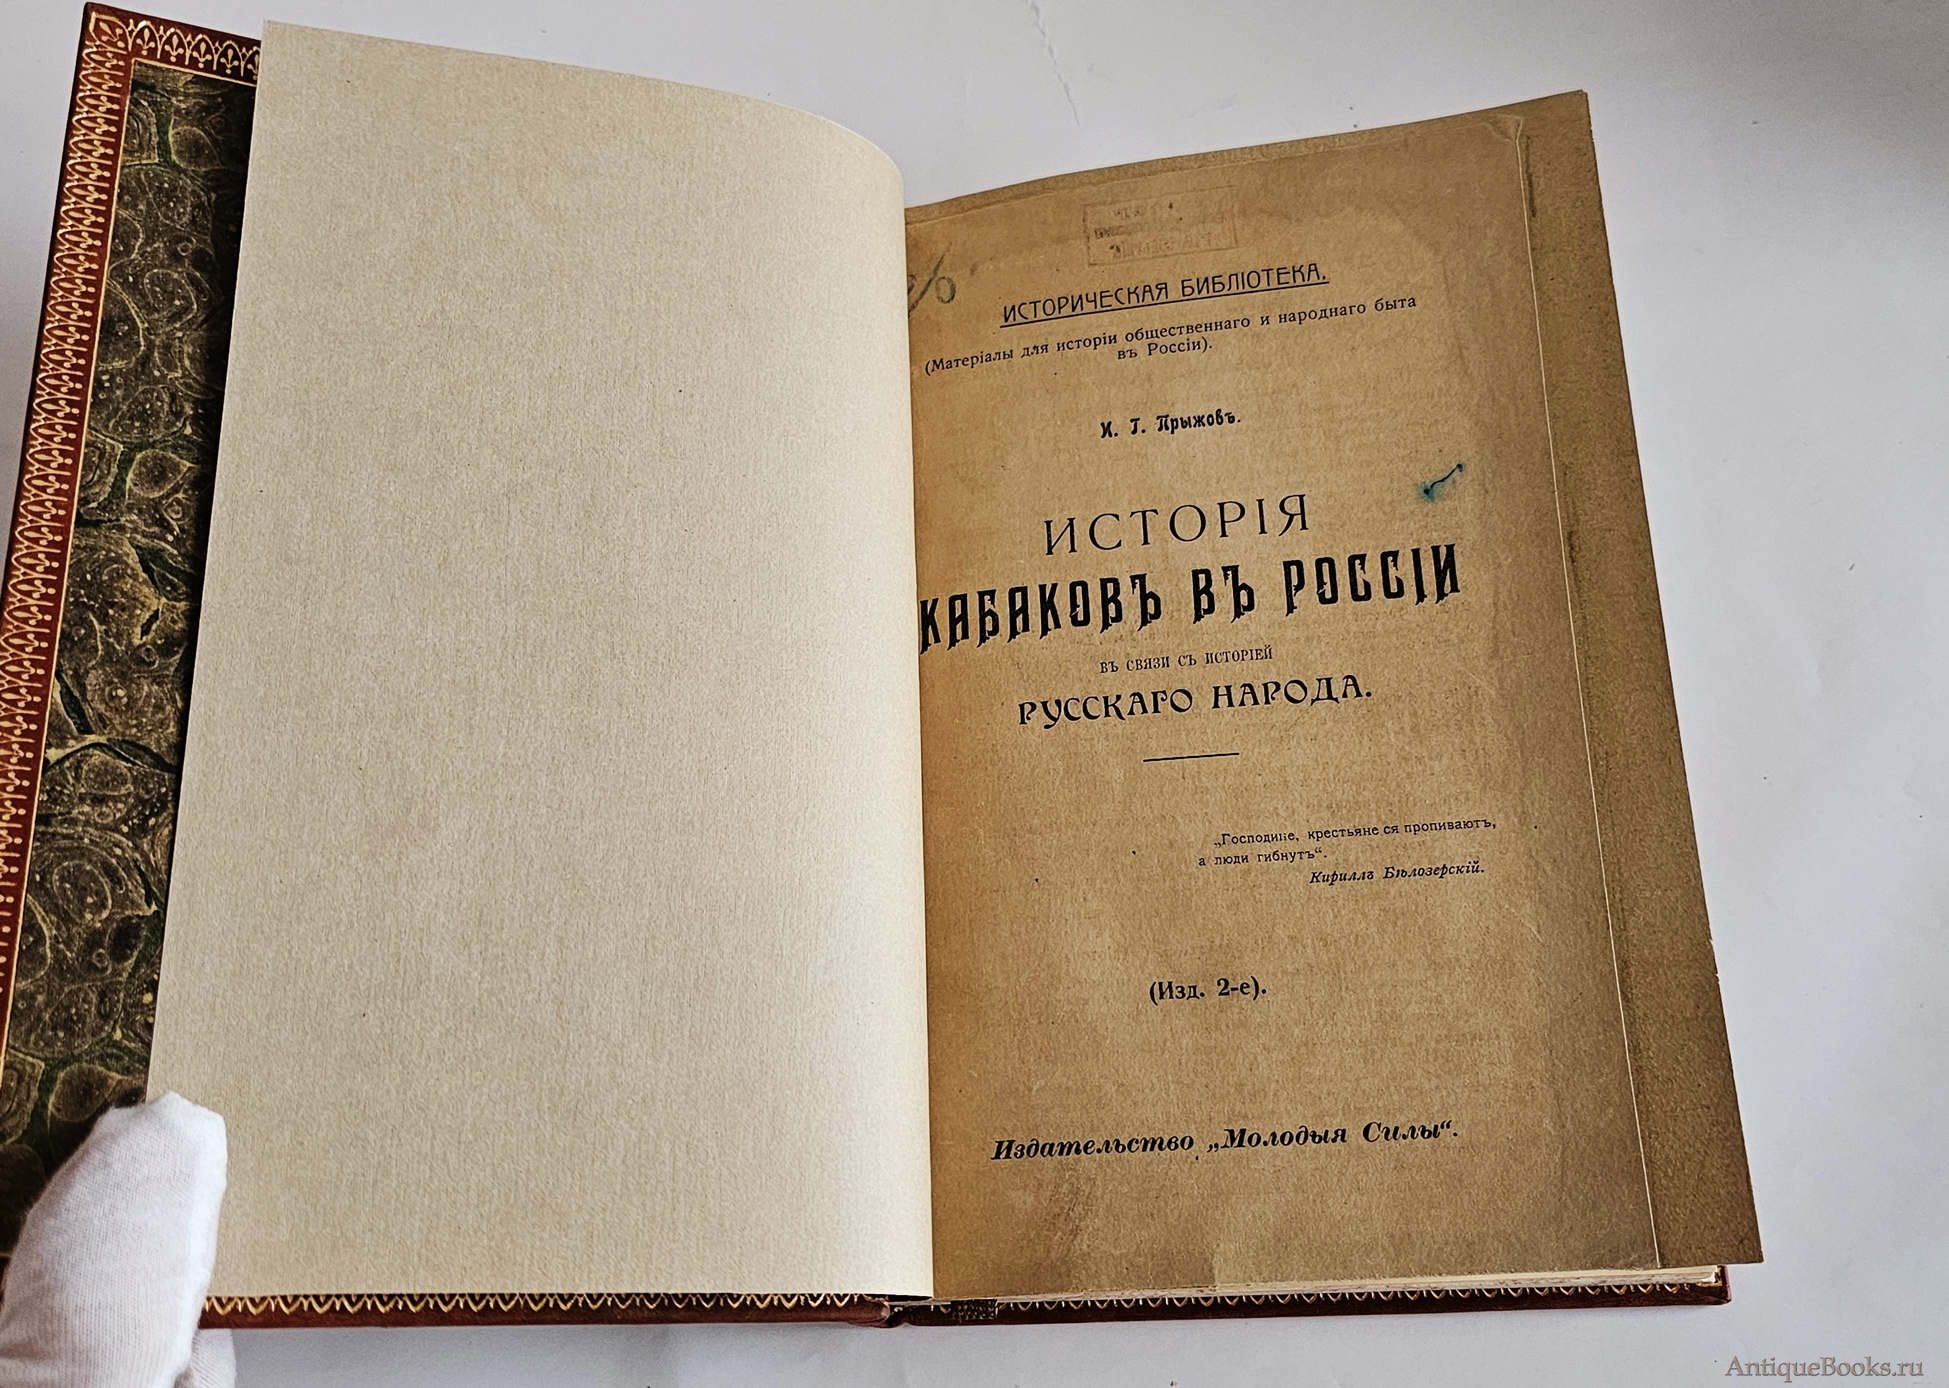 ИСТОРИЧЕСКАЯ БИБЛІОТЕКА.
(Матеріалы для исторіи общественнаго и народнаго быта
въ Россіи).
И. Г. Прыжовъ.
ИСТОРІЯ
КАБАКОВЪ ВЪ РОССІИ
ВЪ СВЯЗИ СЪ ИСТОРІЕЙ
РУССКАГО НАРОДА.
„Господине, крестьяне ся пропиваютъ,
а люди гибнутъ“.
Кириллъ Бѣлозерскій.
(Изд. 2-е).
Издательство „Молодыя Силы“.
AntiqueBooks.ru